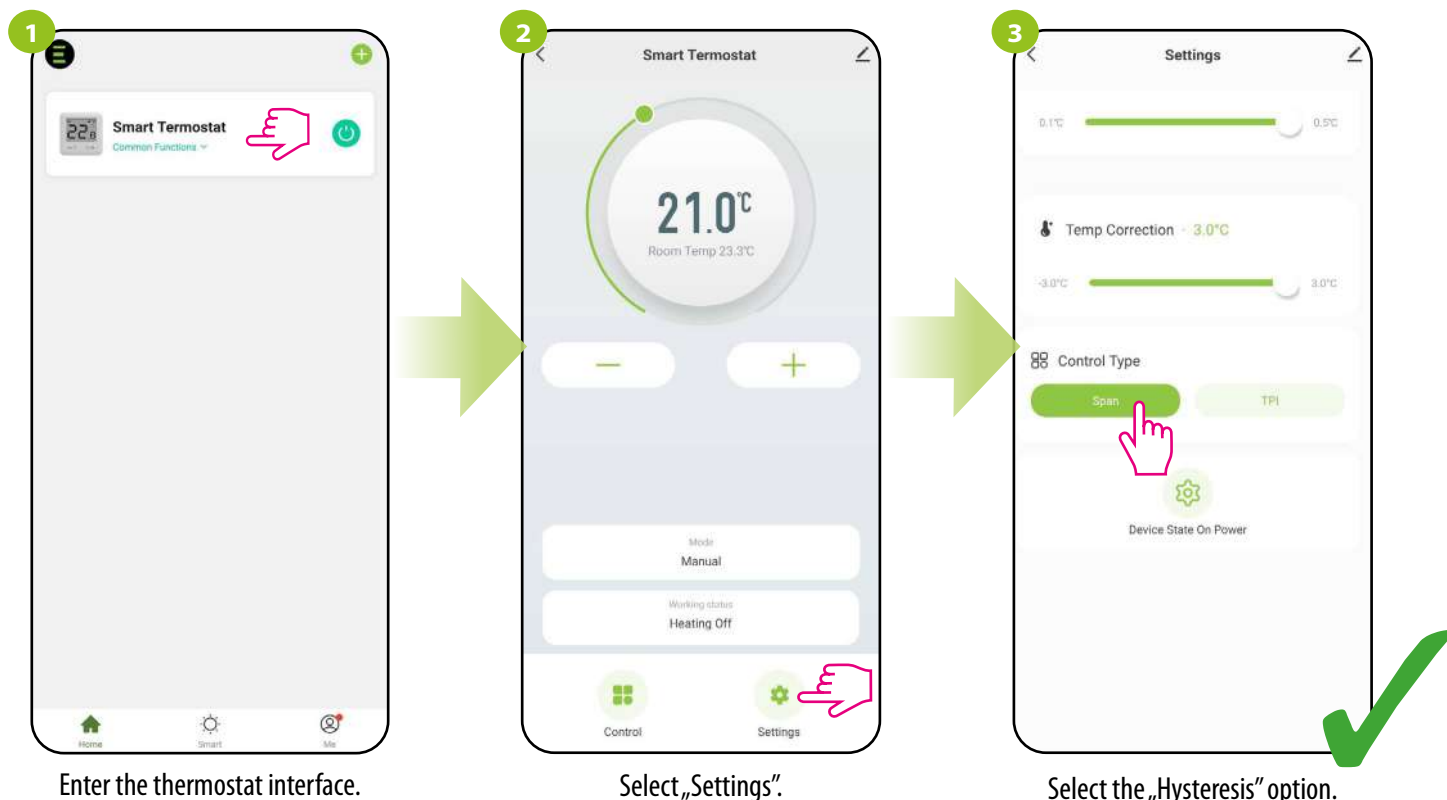 1
22.
Smart Termostat
Common Functions
Home
Smart
Me
Enter the thermostat interface.
2
Smart Termostat
21.0℃
Room Temp 23.3℃
Mode
Manual
Working status
Heating Off
Control
Settings
Select „Settings”.
3
Settings
0.1℃
0.5℃
Temp Correction · 3.0°C
-3.0°C
3.0°C
Control Type
Span
TPI
Device State On Power
Select the „Hysteresis” option.